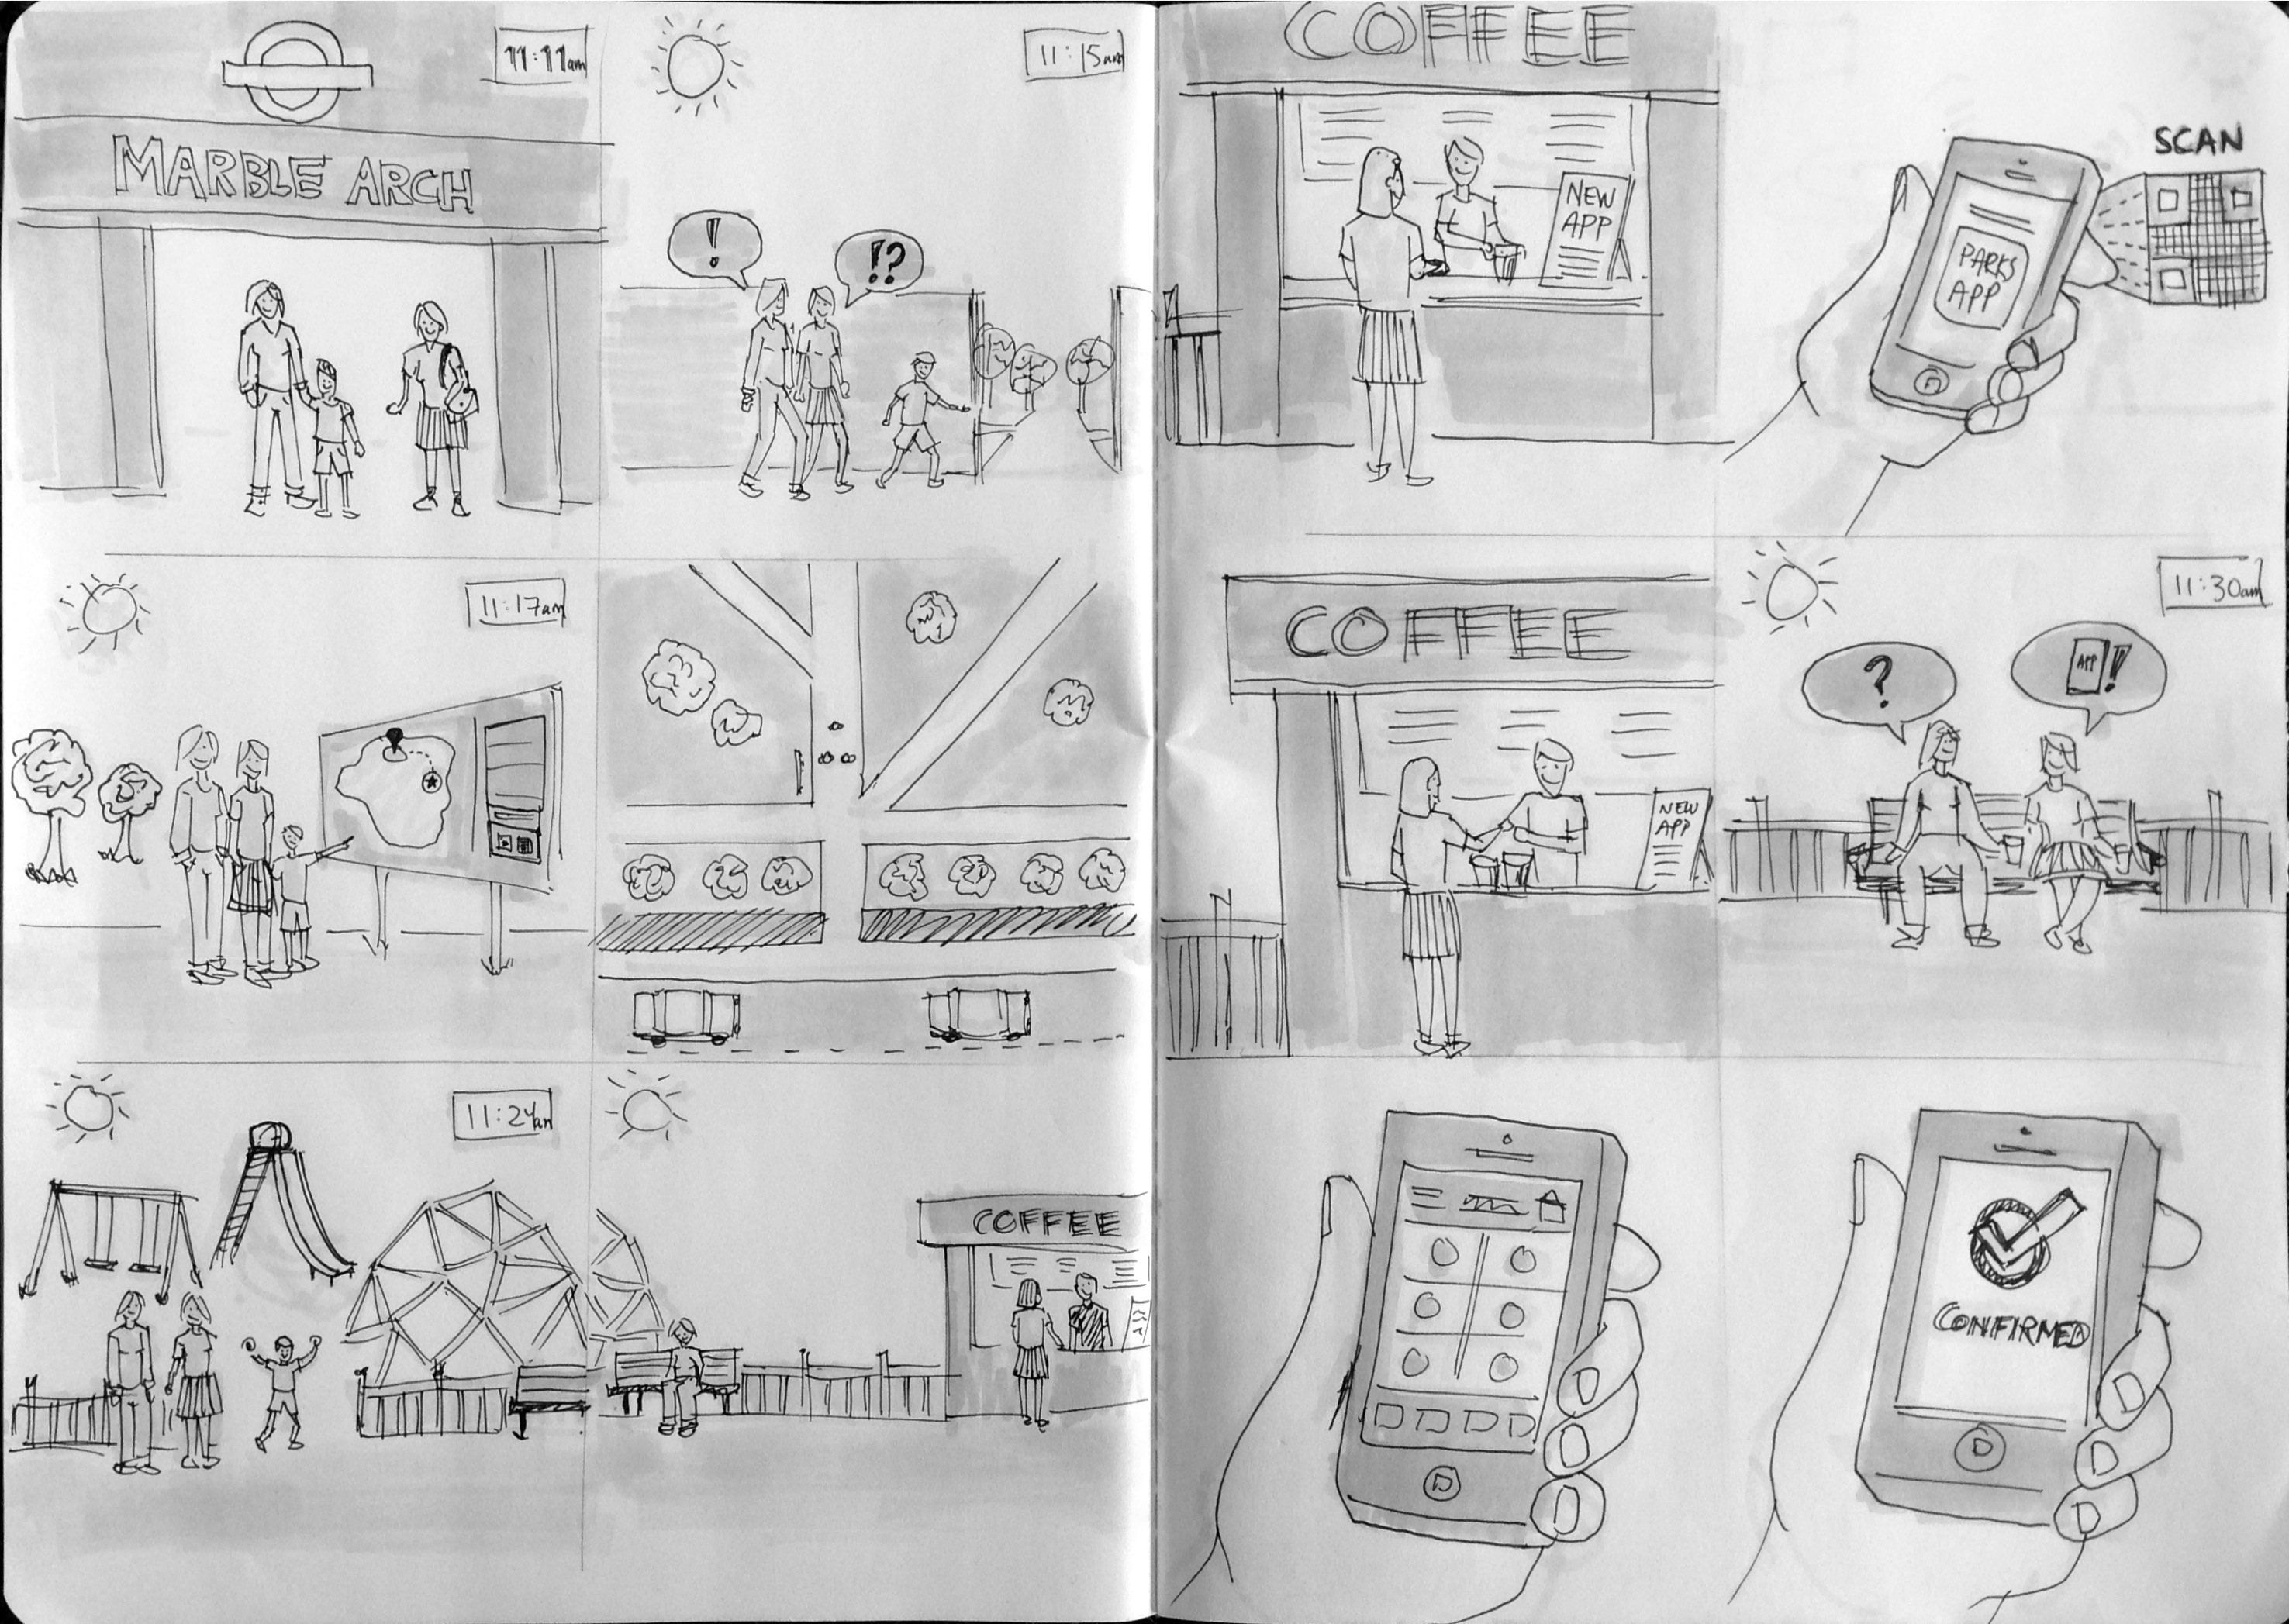 MARBLE ARCH
11:11am
!
!?
11:15am
11:17am
11:24am
COFFEE
COFFEE
NEW
APP
PARKS
APP
SCAN
COFFEE
NEW
APP
11:30am
?
APP!
CONFIRMED